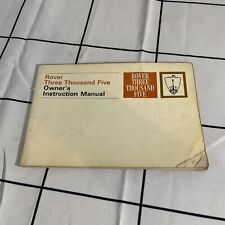 Rover
Three Thousand Five
Owner's
Instruction Manual
ROVER
THREE
THOUSAND
FIVE